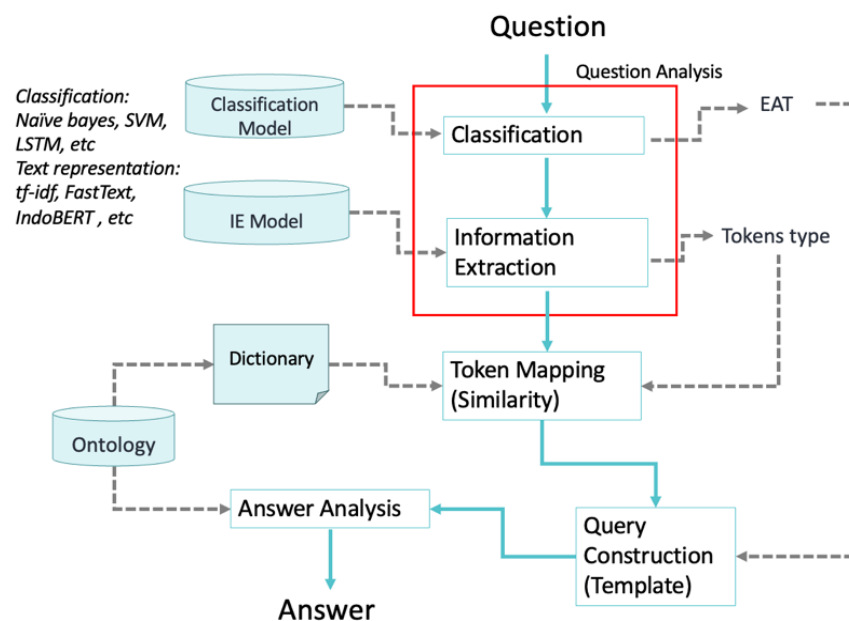 Question
Question Analysis
Classification:
Naïve bayes, SVM,
LSTM, etc
Text representation:
tf-idf, FastText,
IndoBERT , etc
Classification
Model
Classification
EAT
IE Model
Information
Extraction
Tokens type
Dictionary
Token Mapping
(Similarity)
Ontology
Answer Analysis
Query
Construction
(Template)
Answer